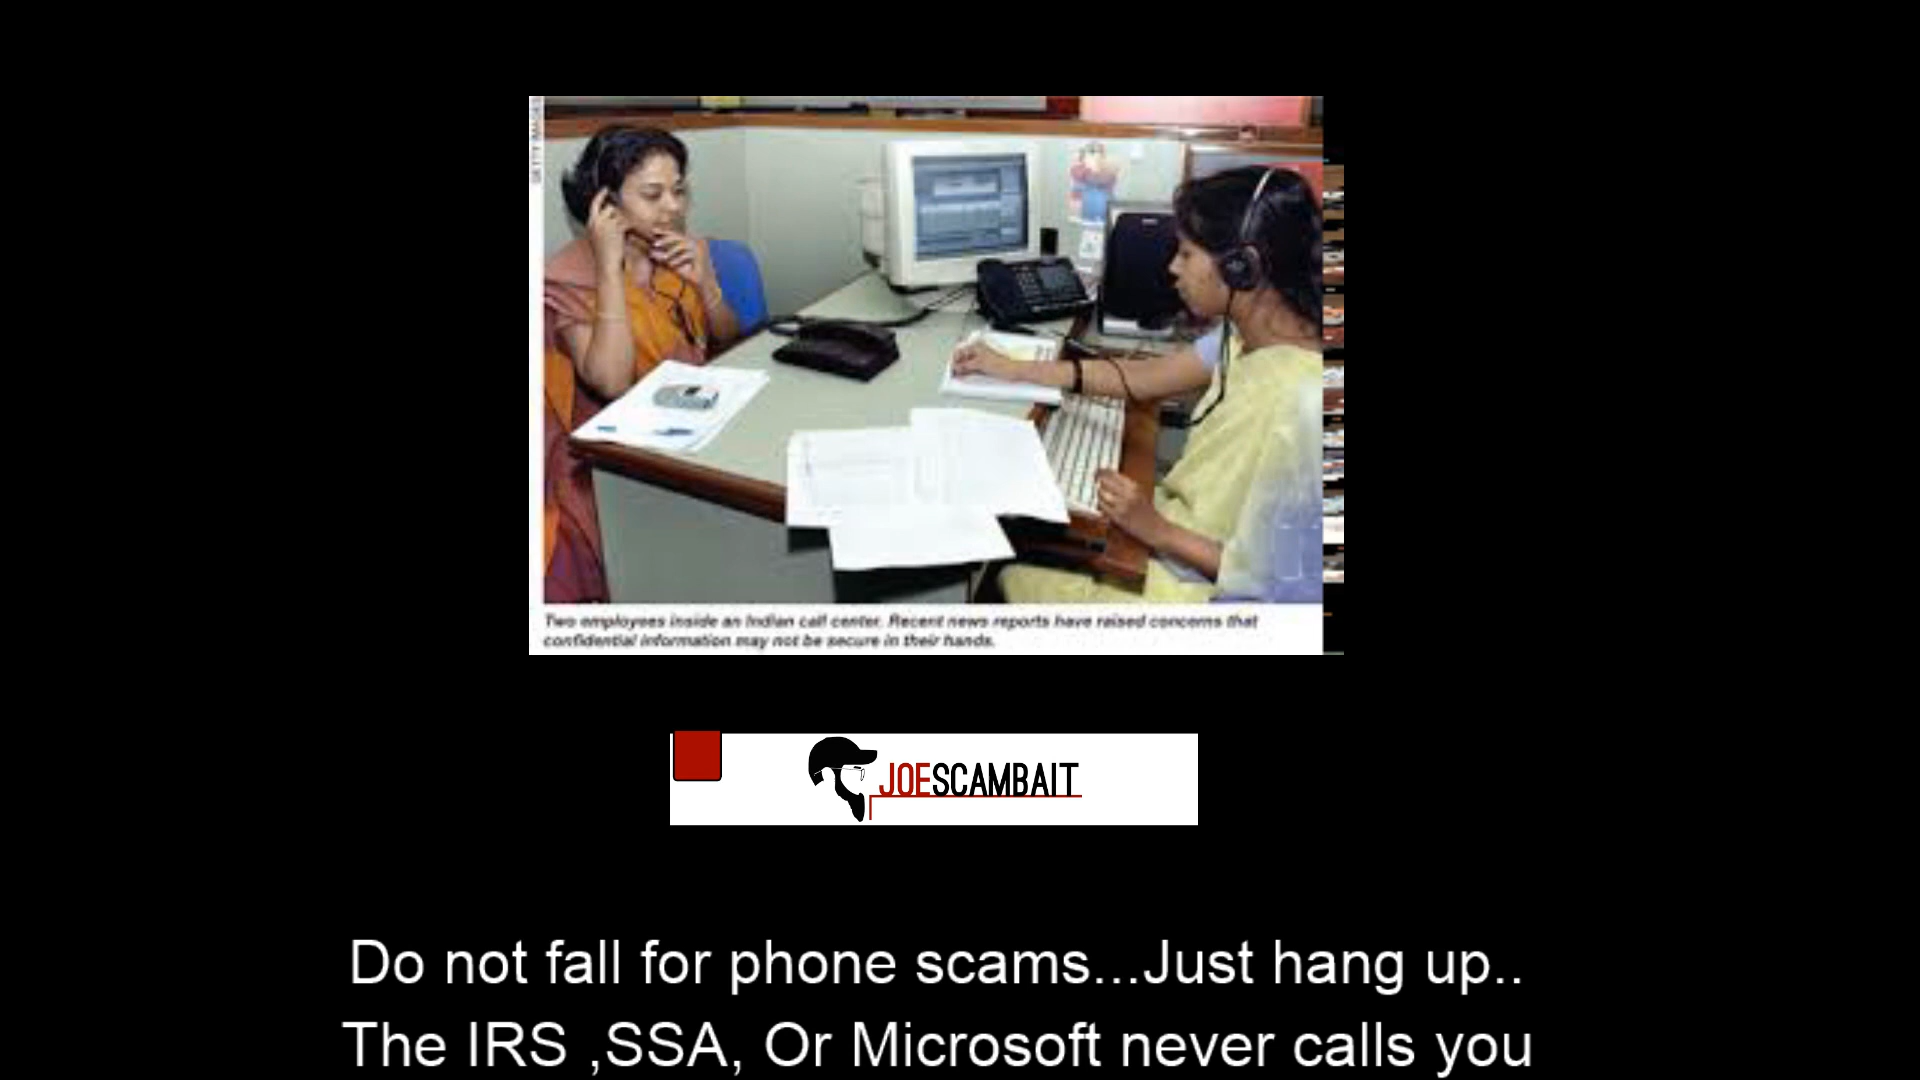 GETTY IMAGES
Two employees inside an Indian call center. Recent news reports have raised concerns that
confidential information may not be secure in their hands.
JOESCAMBAIT
Do not fall for phone scams...Just hang up..
The IRS ,SSA, Or Microsoft never calls you